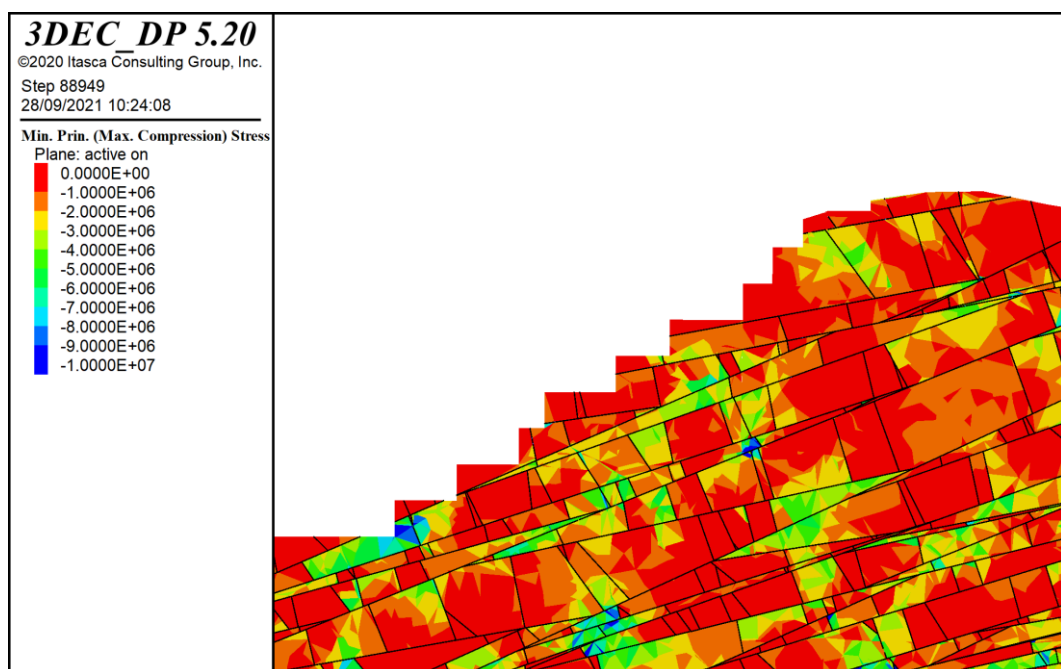 3DEC_DP 5.20
©2020 Itasca Consulting Group, Inc.
Step 88949
28/09/2021 10:24:08
Min. Prin. (Max. Compression) Stress
Plane: active on
0.0000E+00
-1.0000E+06
-2.0000E+06
-3.0000E+06
-4.0000E+06
-5.0000E+06
-6.0000E+06
-7.0000E+06
-8.0000E+06
-9.0000E+06
-1.0000E+07